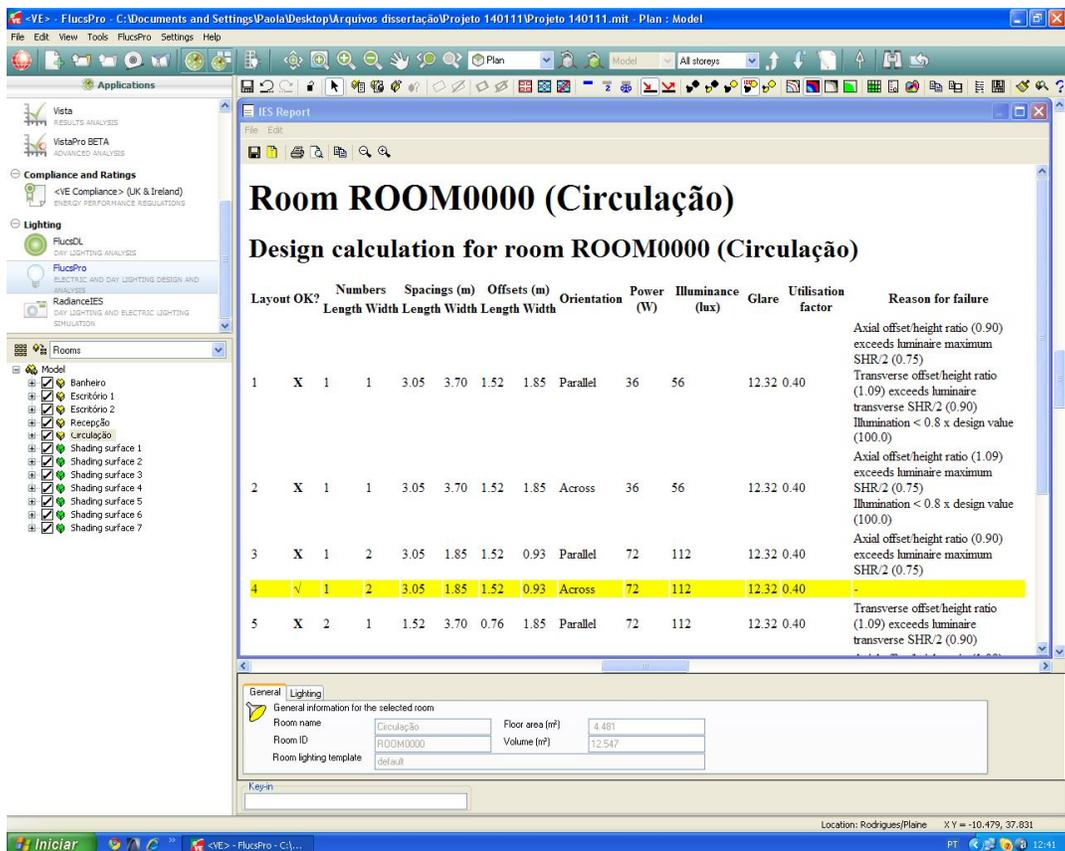 <VE> - FlucsPro - C:\Documents and Settings\Paola\Desktop\Arquivos dissertação\Projeto 140111\Projeto 140111.mit - Plan : Model
File Edit View Tools FlucsPro Settings Help
Plan Model All storeys
Applications
Vista
RESULTS ANALYSIS
VistaPro BETA
ADVANCED ANALYSIS
Compliance and Ratings
<VE Compliance> (UK & Ireland)
ENERGY PERFORMANCE REGULATIONS
Lighting
FlucsDL
DAY LIGHTING ANALYSIS
FlucsPro
ELECTRIC AND DAY LIGHTING DESIGN AND
ANALYSIS
RadianceIES
DAY LIGHTING AND ELECTRIC LIGHTING
SIMULATION
Rooms
Model
Banheiro
Escritório 1
Escritório 2
Recepção
Circulação
Shading surface 1
Shading surface 2
Shading surface 3
Shading surface 4
Shading surface 5
Shading surface 6
Shading surface 7
IES Report
File Edit
Room ROOM0000 (Circulação)
Design calculation for room ROOM0000 (Circulação)
Layout OK? Numbers Spacings (m) Offsets (m) Orientation Power (W) Illuminance (lux) Glare Utilisation factor Reason for failure
Length Width Length Width Length Width
Axial offset/height ratio (0.90)
exceeds luminaire maximum
SHR/2 (0.75)
Transverse offset/height ratio
1 X 1 1 3.05 3.70 1.52 1.85 Parallel 36 56 12.32 0.40 (1.09) exceeds luminaire
transverse SHR/2 (0.90)
Illumination < 0.8 x design value
(100.0)
Axial offset/height ratio (1.09)
exceeds luminaire maximum
2 X 1 1 3.05 3.70 1.52 1.85 Across 36 56 12.32 0.40 SHR/2 (0.75)
Illumination < 0.8 x design value
(100.0)
Axial offset/height ratio (0.90)
3 X 1 2 3.05 1.85 1.52 0.93 Parallel 72 112 12.32 0.40 exceeds luminaire maximum
SHR/2 (0.75)
4 √ 1 2 3.05 1.85 1.52 0.93 Across 72 112 12.32 0.40 -
Transverse offset/height ratio
5 X 2 1 1.52 3.70 0.76 1.85 Parallel 72 112 12.32 0.40 (1.09) exceeds luminaire
transverse SHR/2 (0.90)
General Lighting
General information for the selected room
Room name Circulação Floor area (m²) 4.481
Room ID ROOM0000 Volume (m³) 12.547
Room lighting template default
Key-in
Location: Rodrigues/Plaine X Y = -10.479, 37.831
Iniciar <VE> - FlucsPro - C:\... PT 12:41